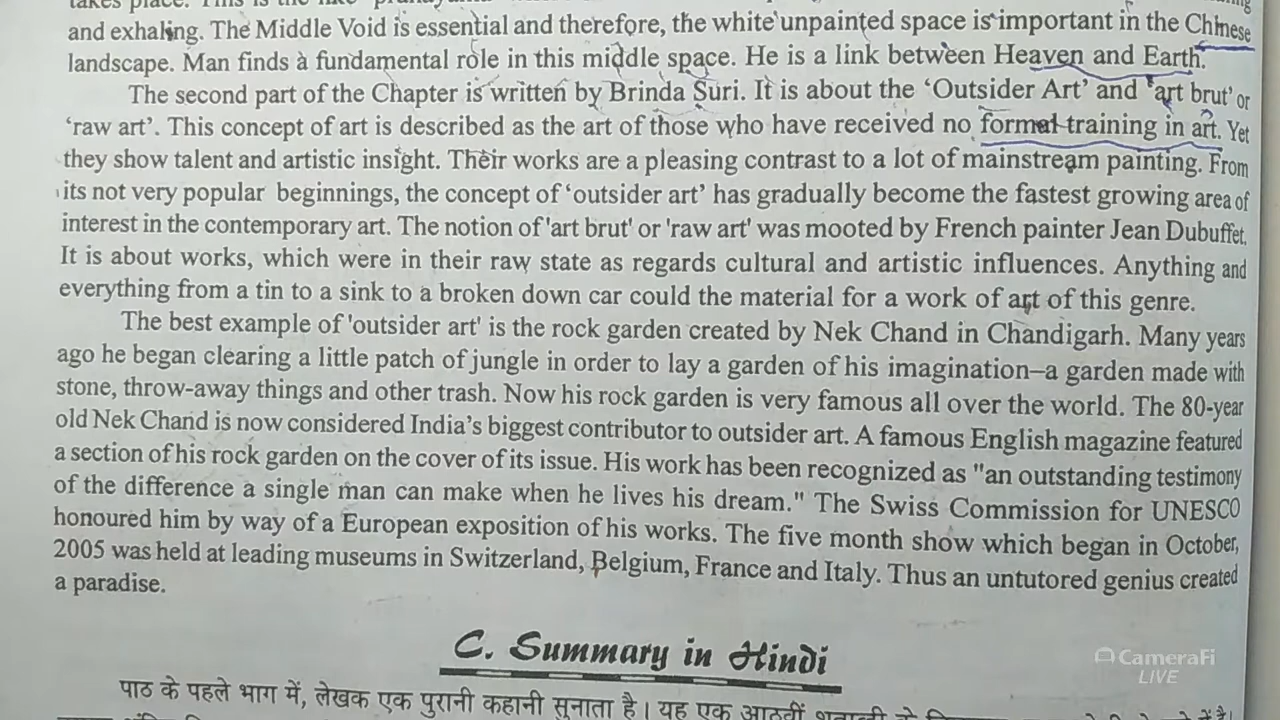 takes place. This is the like pranayama
and exhaling. The Middle Void is essential and therefore, the white unpainted space is important in the Chinese
landscape. Man finds a fundamental role in this middle space. He is a link between Heaven and Earth.
The second part of the Chapter is written by Brinda Suri. It is about the ‘Outsider Art’ and 'art brut' or
‘raw art’. This concept of art is described as the art of those who have received no formal training in art. Yet
they show talent and artistic insight. Their works are a pleasing contrast to a lot of mainstream painting. From
its not very popular beginnings, the concept of ‘outsider art’ has gradually become the fastest growing area of
interest in the contemporary art. The notion of 'art brut' or 'raw art' was mooted by French painter Jean Dubuffet.
It is about works, which were in their raw state as regards cultural and artistic influences. Anything and
everything from a tin to a sink to a broken down car could the material for a work of art of this genre.
The best example of 'outsider art' is the rock garden created by Nek Chand in Chandigarh. Many years
ago he began clearing a little patch of jungle in order to lay a garden of his imagination–a garden made with
stone, throw-away things and other trash. Now his rock garden is very famous all over the world. The 80-year
old Nek Chand is now considered India’s biggest contributor to outsider art. A famous English magazine featured
a section of his rock garden on the cover of its issue. His work has been recognized as "an outstanding testimony
of the difference a single man can make when he lives his dream." The Swiss Commission for UNESCO
honoured him by way of a European exposition of his works. The five month show which began in October,
2005 was held at leading museums in Switzerland, Belgium, France and Italy. Thus an untutored genius created
a paradise.
C. Summary in Hindi
पाठ के पहले भाग में, लेखक एक पुरानी कहानी सुनाता है। यह एक आठवीं
CameraFi
LIVE